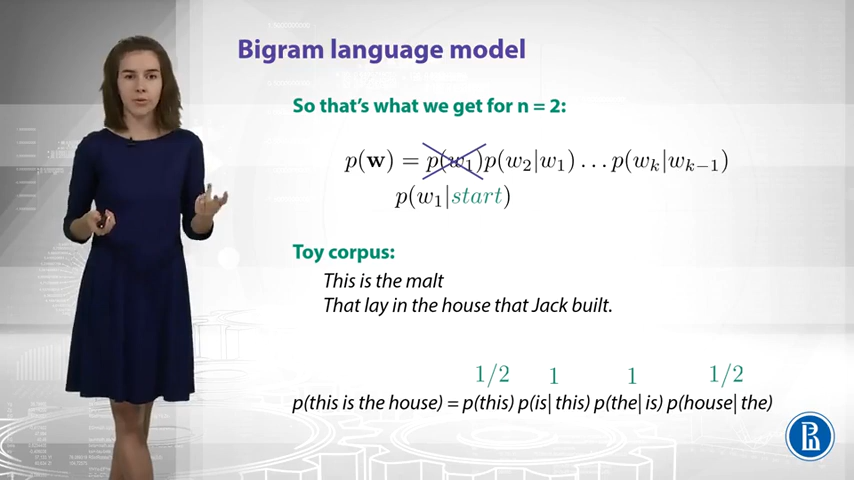 Bigram language model
So that's what we get for n = 2:
p(w) = p(w₁)p(w₂|w₁) … p(wₖ|wₖ₋₁)
p(w₁|start)
Toy corpus:
This is the malt
That lay in the house that Jack built.
1/2 1 1 1/2
p(this is the house) = p(this) p(is| this) p(the| is) p(house| the)